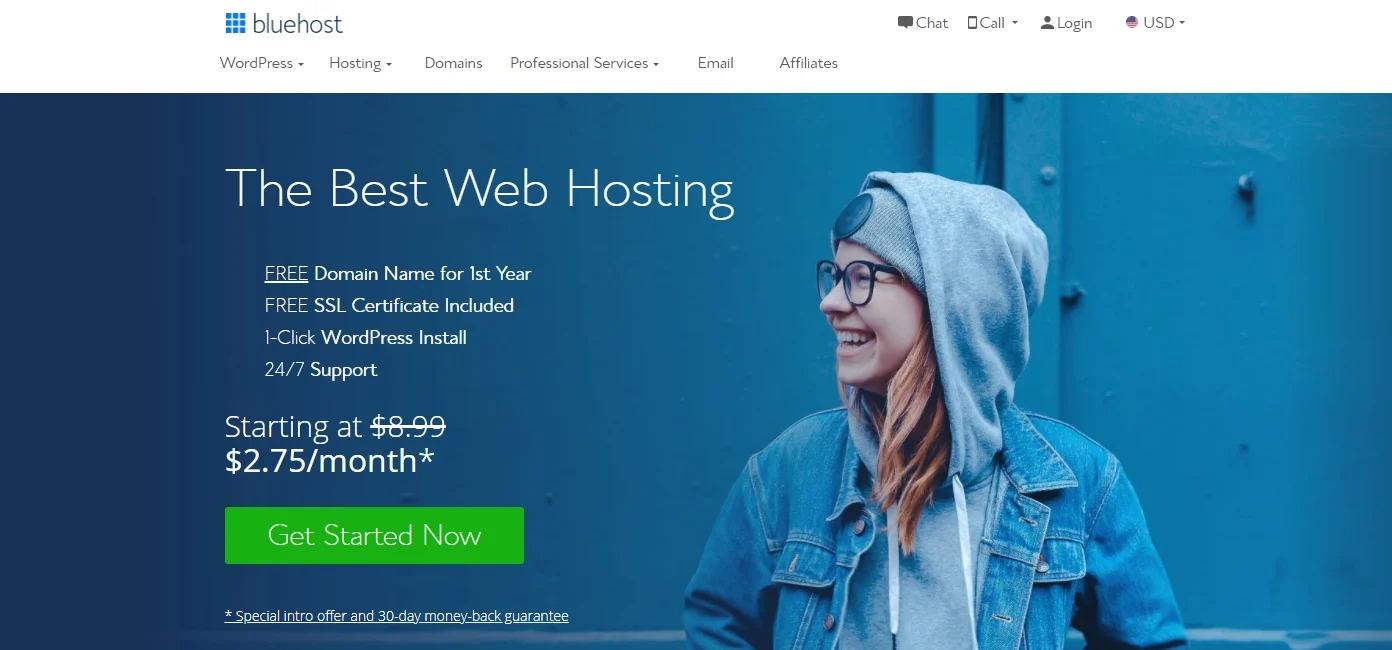 bluehost
Chat Call Login USD
WordPress Hosting Domains Professional Services Email Affiliates
The Best Web Hosting
FREE Domain Name for 1st Year
FREE SSL Certificate Included
1-Click WordPress Install
24/7 Support
Starting at $8.99
$2.75/month*
Get Started Now
* Special intro offer and 30-day money-back guarantee